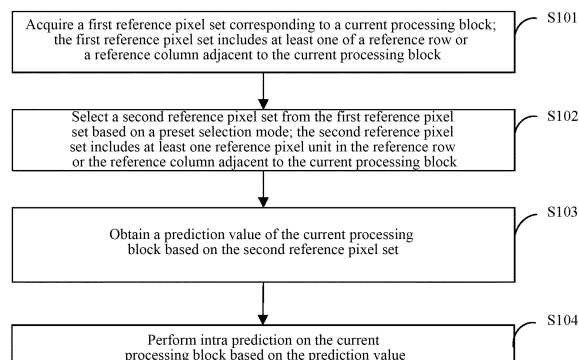 Acquire a first reference pixel set corresponding to a current processing block;
the first reference pixel set includes at least one of a reference row or
a reference column adjacent to the current processing block
S101
Select a second reference pixel set from the first reference pixel
set based on a preset selection mode; the second reference pixel
set includes at least one reference pixel unit in the reference row
or the reference column adjacent to the current processing block
S102
Obtain a prediction value of the current processing
block based on the second reference pixel set
S103
Perform intra prediction on the current
processing block based on the prediction value
S104